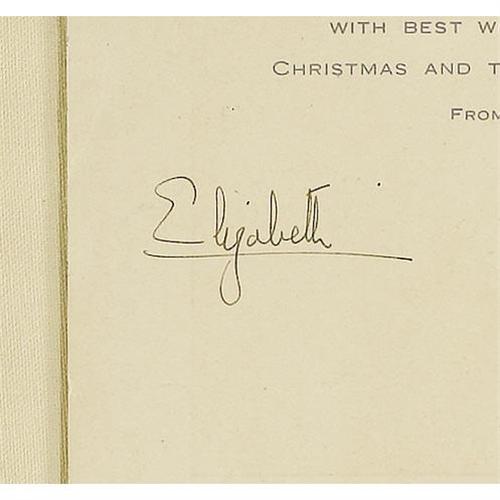 WITH BEST W
CHRISTMAS AND T
FROM
Elizabeth